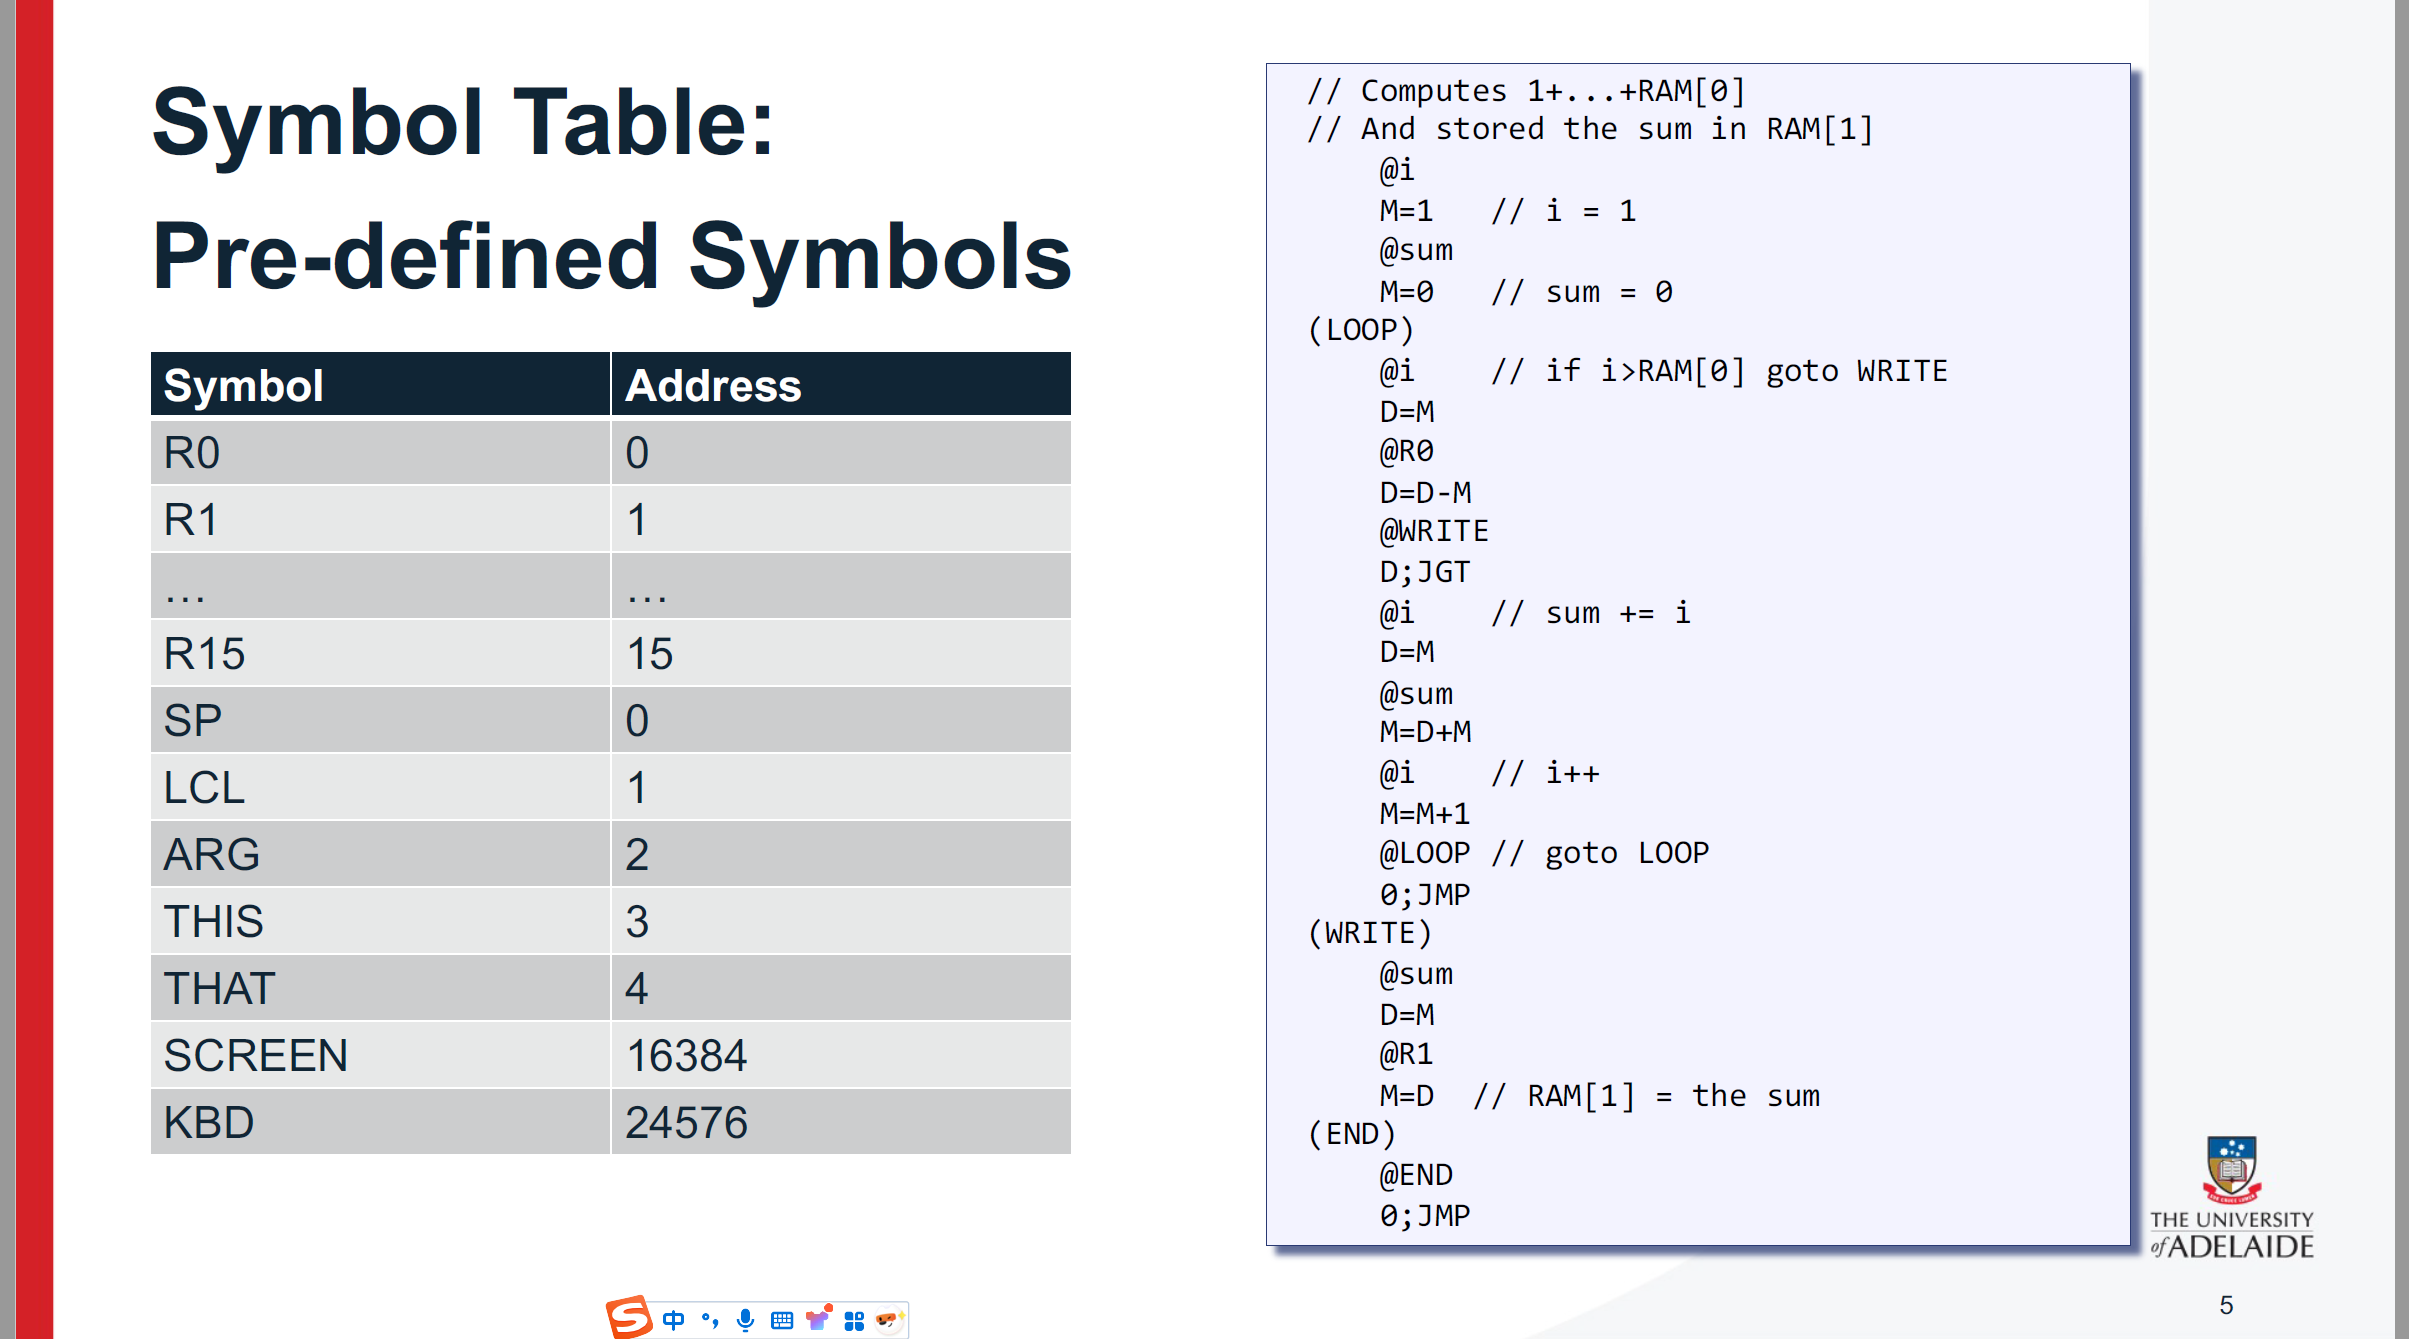 Symbol Table:
Pre-defined Symbols
Symbol Address
R0 0
R1 1
... ...
R15 15
SP 0
LCL 1
ARG 2
THIS 3
THAT 4
SCREEN 16384
KBD 24576
// Computes 1+...+RAM[0]
// And stored the sum in RAM[1]
@i
M=1 // i = 1
@sum
M=0 // sum = 0
(LOOP)
@i // if i>RAM[0] goto WRITE
D=M
@R0
D=D-M
@WRITE
D;JGT
@i // sum += i
D=M
@sum
M=D+M
@i // i++
M=M+1
@LOOP // goto LOOP
0;JMP
(WRITE)
@sum
D=M
@R1
M=D // RAM[1] = the sum
(END)
@END
0;JMP
THE UNIVERSITY
of ADELAIDE
5
S 中